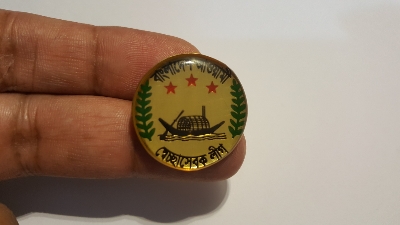 বাংলাদেশ আওয়ামী
স্বেচ্ছাসেবক লীগ